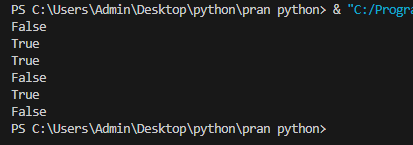 PS C:\Users\Admin\Desktop\python\pran python> & "C:/Progra
False
True
True
False
True
False
PS C:\Users\Admin\Desktop\python\pran python>